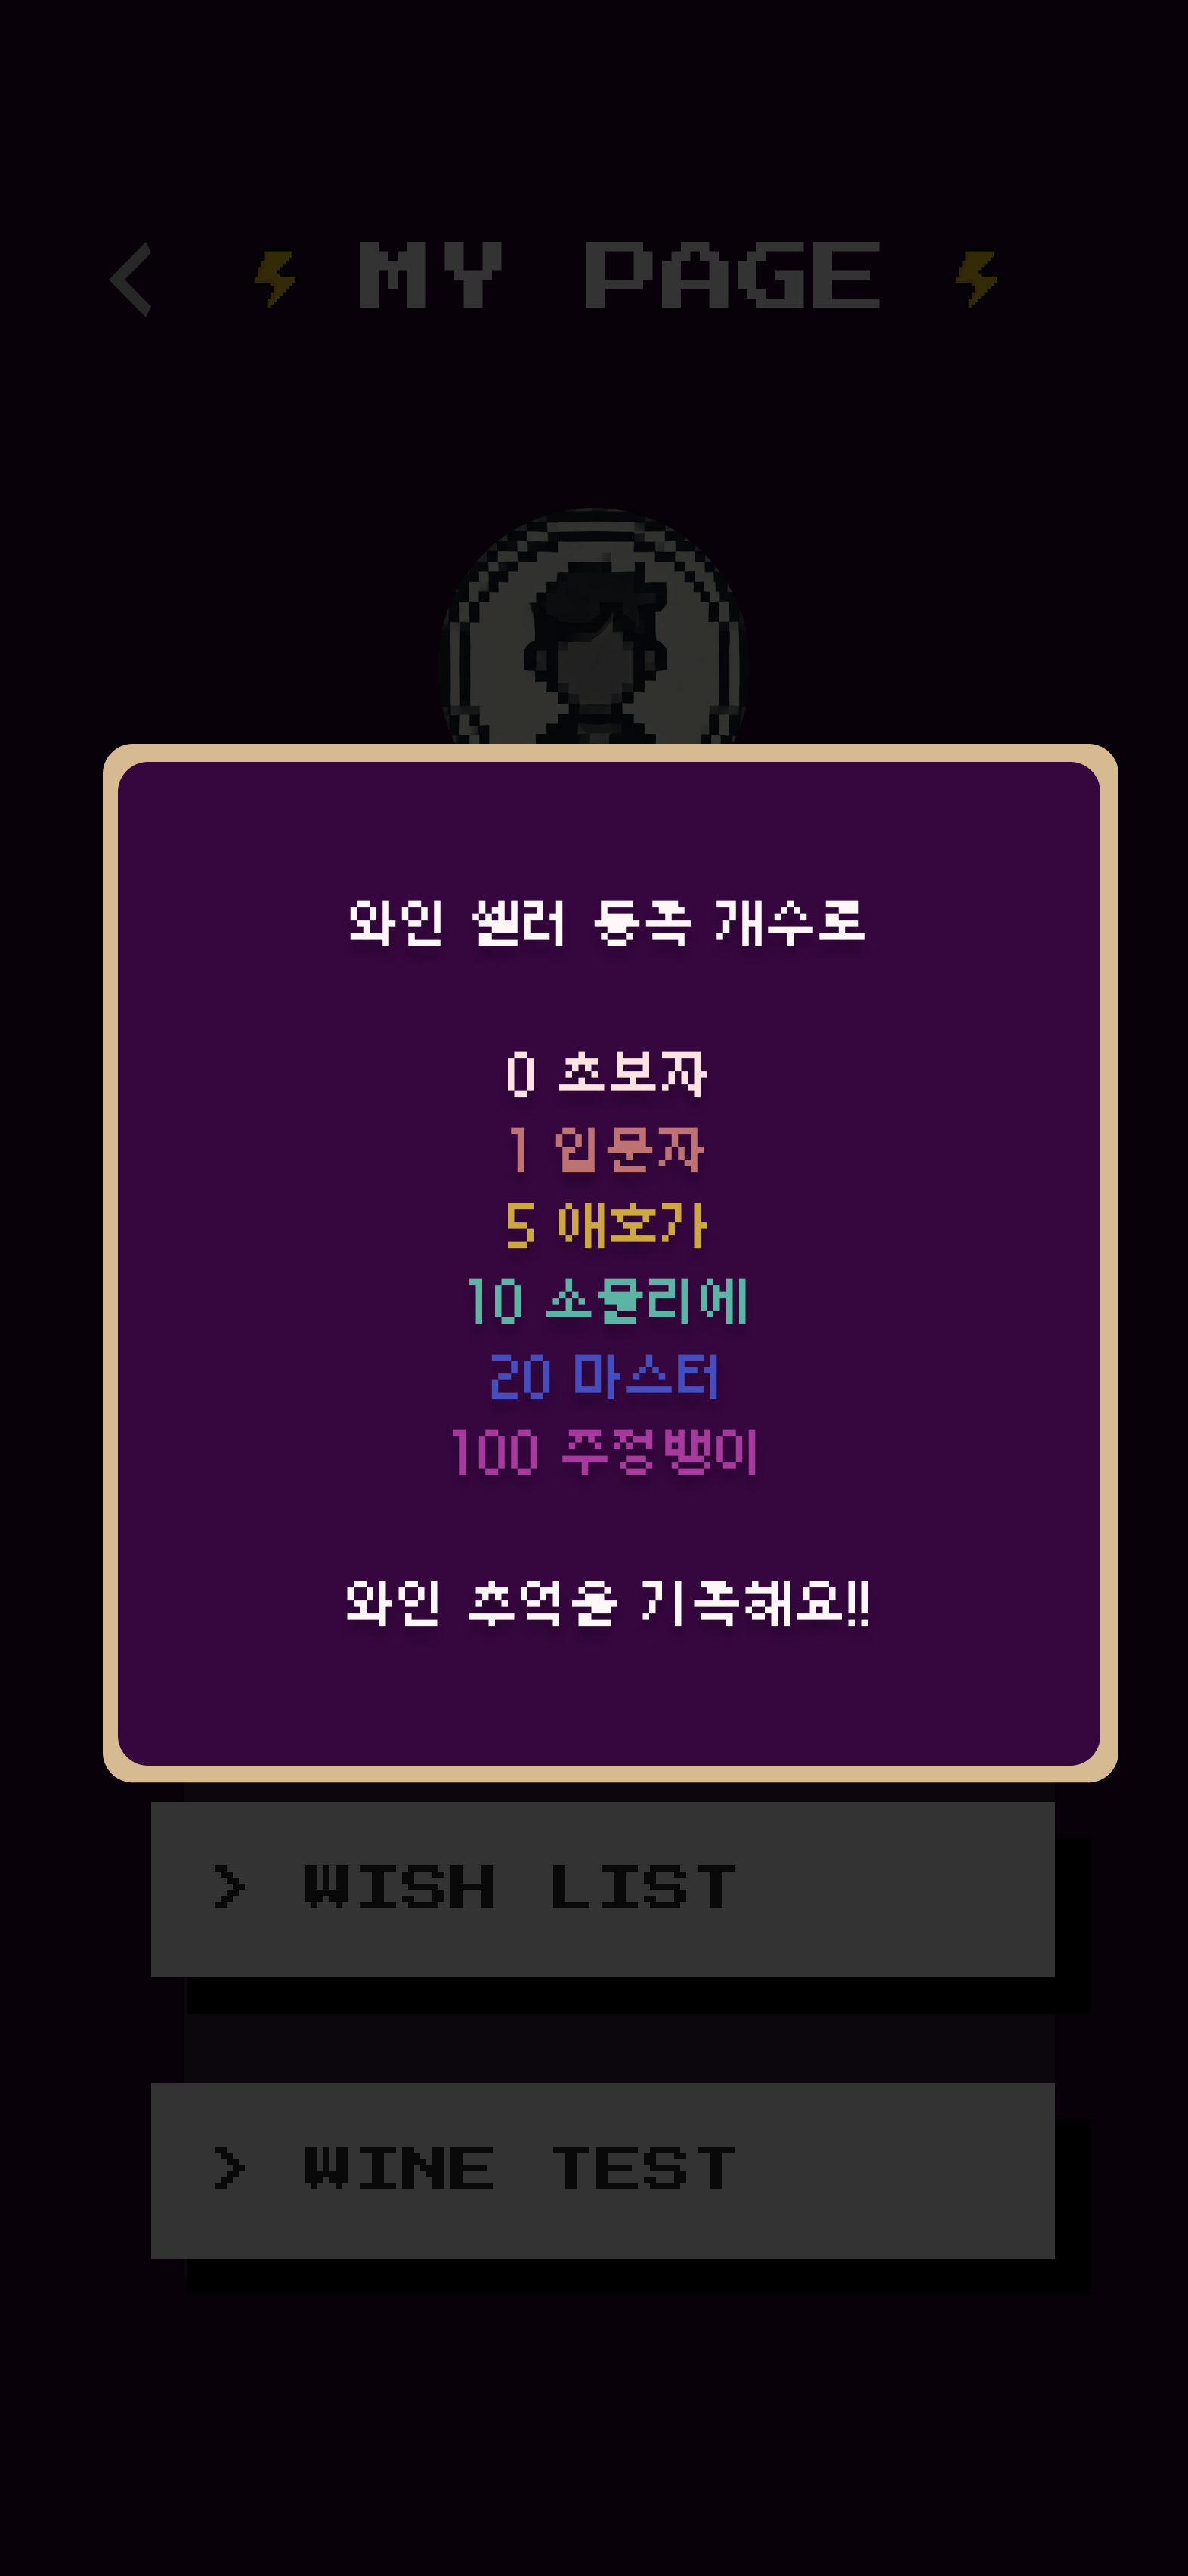 MY PAGE
와인 셀러 등록 개수로
0 초보자
1 입문자
5 애호가
10 소믈리에
20 마스터
100 주정뱅이
와인 추억을 기록해요!!
> WISH LIST
> WINE TEST